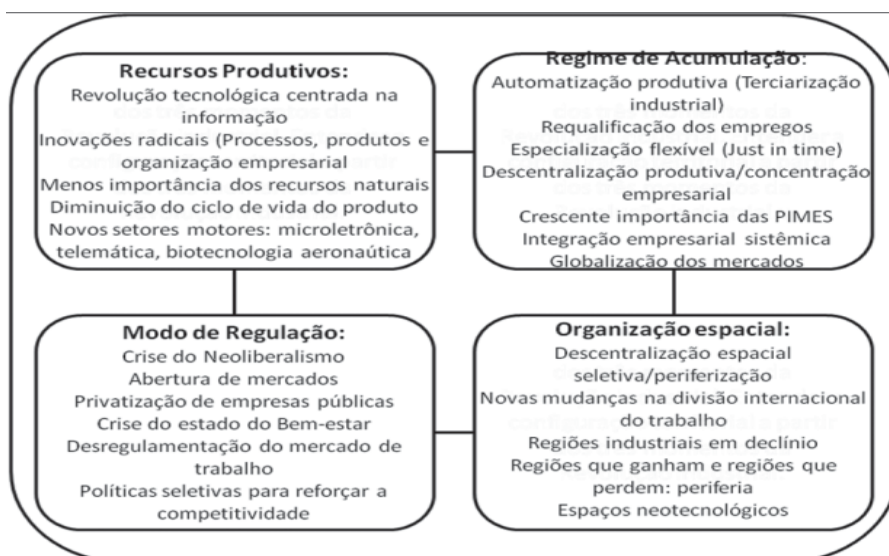 Recursos Produtivos:
Revolução tecnológica centrada na
informação
Inovações radicais (Processos, produtos e
organização empresarial
Menos importância dos recursos naturais
Diminuição do ciclo de vida do produto
Novos setores motores: microletrônica,
telemática, biotecnologia aeronaútica
Regime de Acumulação:
Automatização produtiva (Terciarização
industrial)
Requalificação dos empregos
Especialização flexível (Just in time)
Descentralização produtiva/concentração
empresarial
Crescente importância das PIMES
Integração empresarial sistêmica
Globalização dos mercados
Modo de Regulação:
Crise do Neoliberalismo
Abertura de mercados
Privatização de empresas públicas
Crise do estado do Bem-estar
Desregulamentação do mercado de
trabalho
Políticas seletivas para reforçar a
competitividade
Organização espacial:
Descentralização espacial
seletiva/periferização
Novas mudanças na divisão internacional
do trabalho
Regiões industriais em declínio
Regiões que ganham e regiões que
perdem: periferia
Espaços neotecnológicos